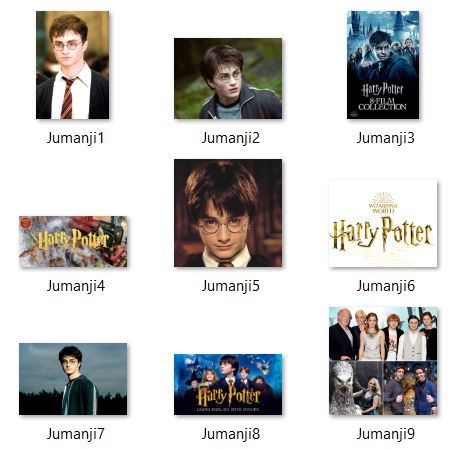 Harry Potter
8-FILM
COLLECTION
Jumanji1
Jumanji2
Jumanji3
Harry Potter
WIZARDING
WORLD
Harry Potter
Jumanji4
Jumanji5
Jumanji6
Harry Potter
LEARN ENGLISH WITH MOVIES
Jumanji7
Jumanji8
Jumanji9